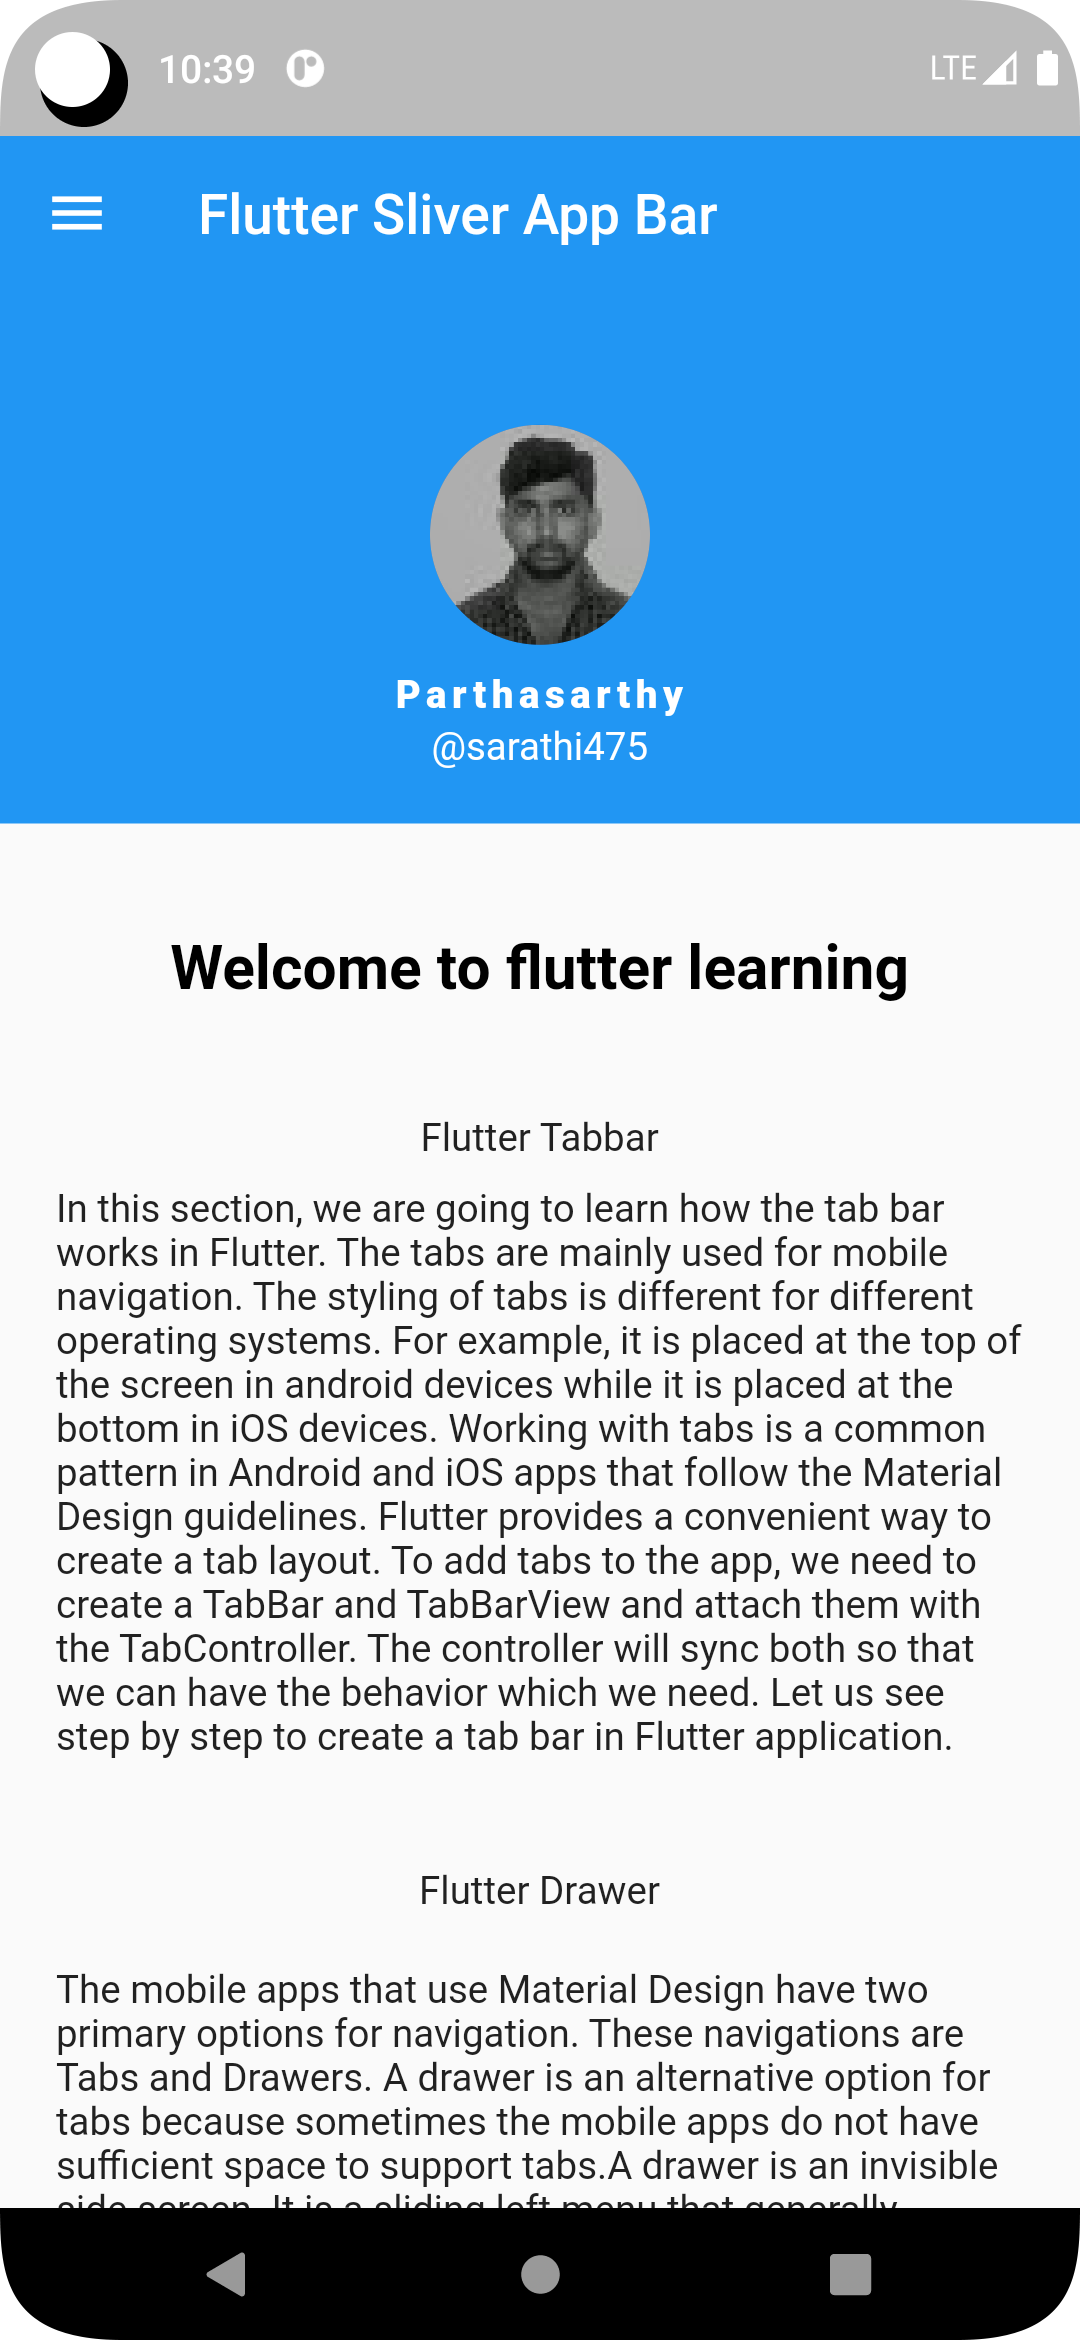 10:39
LTE
Flutter Sliver App Bar
Parthasarthy
@sarathi475
Welcome to flutter learning
Flutter Tabbar
In this section, we are going to learn how the tab bar
works in Flutter. The tabs are mainly used for mobile
navigation. The styling of tabs is different for different
operating systems. For example, it is placed at the top of
the screen in android devices while it is placed at the
bottom in iOS devices. Working with tabs is a common
pattern in Android and iOS apps that follow the Material
Design guidelines. Flutter provides a convenient way to
create a tab layout. To add tabs to the app, we need to
create a TabBar and TabBarView and attach them with
the TabController. The controller will sync both so that
we can have the behavior which we need. Let us see
step by step to create a tab bar in Flutter application.
Flutter Drawer
The mobile apps that use Material Design have two
primary options for navigation. These navigations are
Tabs and Drawers. A drawer is an alternative option for
tabs because sometimes the mobile apps do not have
sufficient space to support tabs.A drawer is an invisible
side screen. It is a sliding left menu that generally